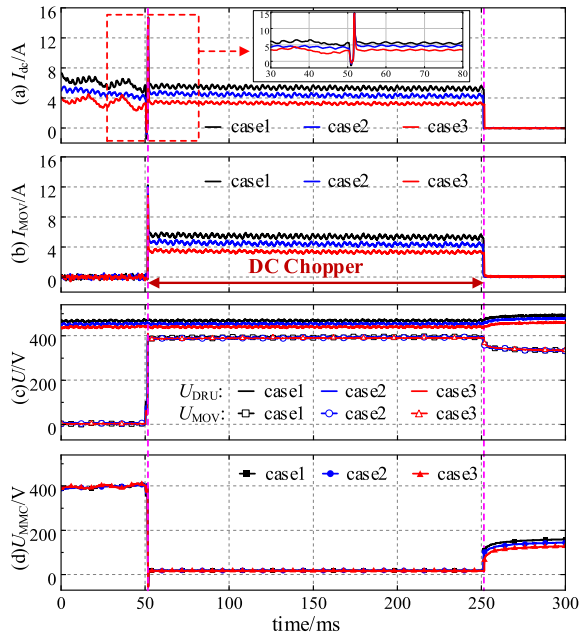 16
12
8
4
0
(a) I_dc/A
15
10
5
0
30 40 50 60 70 80
case1 case2 case3
16
12
8
4
0
(b) I_MOV/A
case1 case2 case3
DC Chopper
400
200
0
(c)U/V
U_DRU: case1 case2 case3
U_MOV: case1 case2 case3
400
200
0
(d)U_MMC/V
case1 case2 case3
0 50 100 150 200 250 300
time/ms